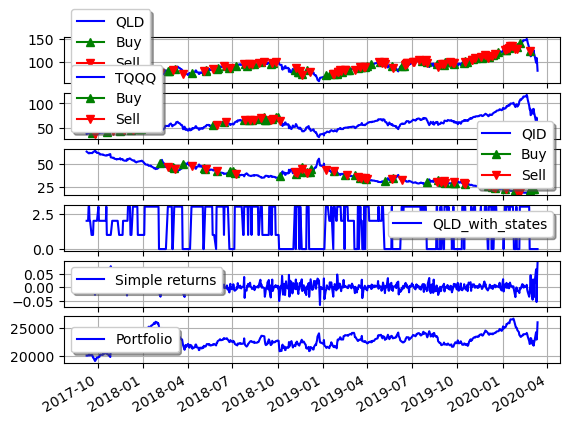 QLD
Buy
Sell
150
100
TQQQ
Buy
Sell
100
50
QID
Buy
Sell
50
25
QLD_with_states
2.5
0.0
Simple returns
0.05
0.00
-0.05
Portfolio
25000
20000
2017-10 2018-01 2018-04 2018-07 2018-10 2019-01 2019-04 2019-07 2019-10 2020-01 2020-04